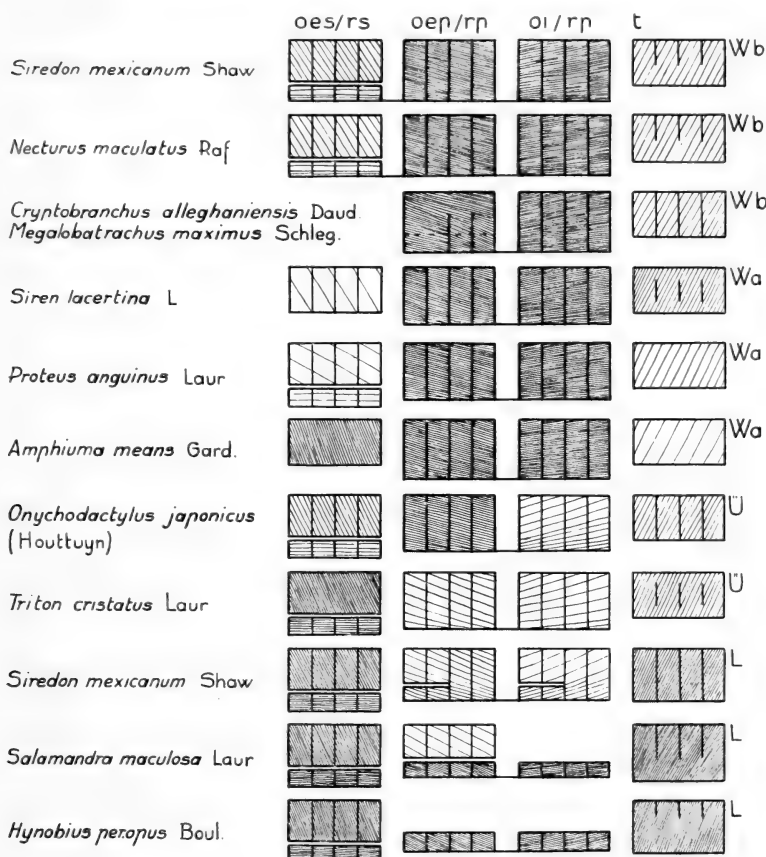 oes/rs oep/rp oi/rp t
Siredon mexicanum Shaw Wb
Necturus maculatus Raf Wb
Cryptobranchus alleghaniensis Daud.
Megalobatrachus maximus Schleg. Wb
Siren lacertina L Wa
Proteus anguinus Laur Wa
Amphiuma means Gard. Wa
Onychodactylus japonicus Ü
(Houttuyn)
Triton cristatus Laur Ü
Siredon mexicanum Shaw L
Salamandra maculosa Laur L
Hynobius peropus Boul. L